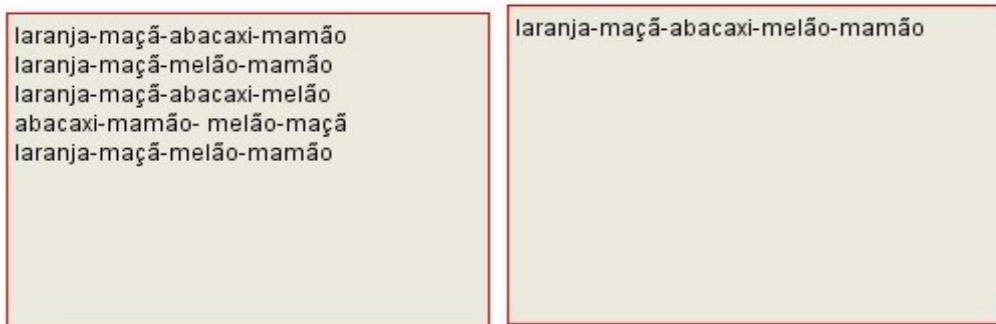 laranja-maçã-abacaxi-mamão
laranja-maçã-melão-mamão
laranja-maçã-abacaxi-melão
abacaxi-mamão- melão-maçã
laranja-maçã-melão-mamão
laranja-maçã-abacaxi-melão-mamão